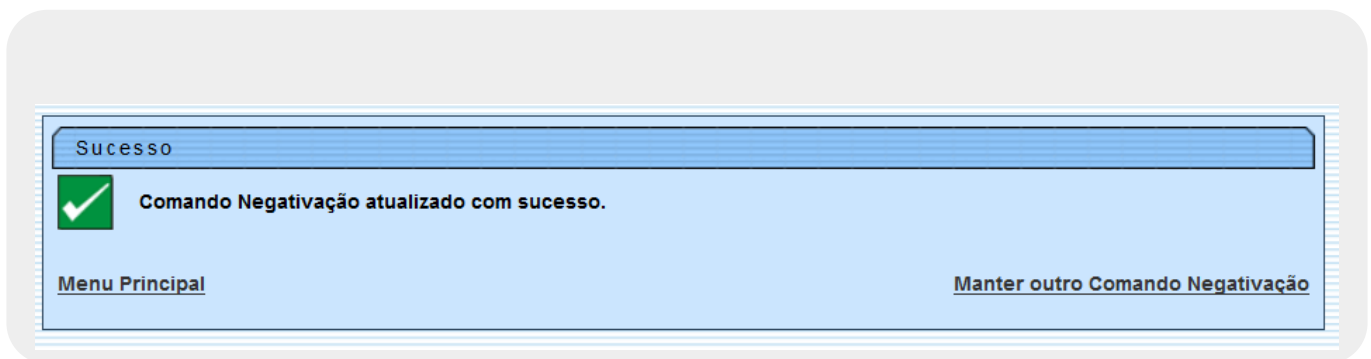 Sucesso
Comando Negativação atualizado com sucesso.
Menu Principal
Manter outro Comando Negativação